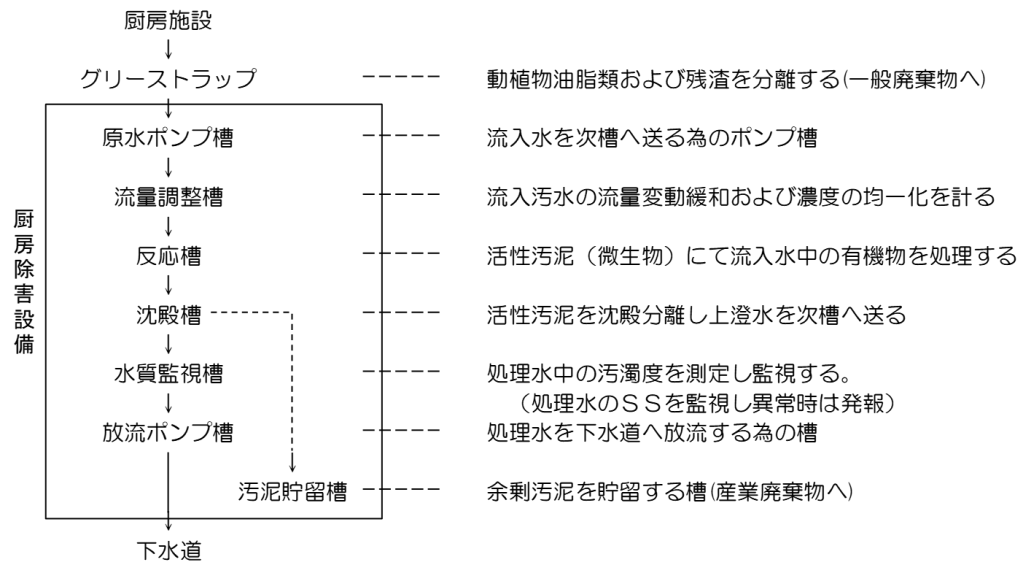 厨房施設
グリーストラップ 動植物油脂類および残渣を分離する(一般廃棄物へ)
原水ポンプ槽 流入水を次槽へ送る為のポンプ槽
流量調整槽 流入汚水の流量変動緩和および濃度の均一化を計る
反応槽 活性汚泥（微生物）にて流入水中の有機物を処理する
厨房除害設備
沈殿槽 活性汚泥を沈殿分離し上澄水を次槽へ送る
水質監視槽 処理水中の汚濁度を測定し監視する。
（処理水のＳＳを監視し異常時は発報）
放流ポンプ槽 処理水を下水道へ放流する為の槽
汚泥貯留槽 余剰汚泥を貯留する槽(産業廃棄物へ)
下水道